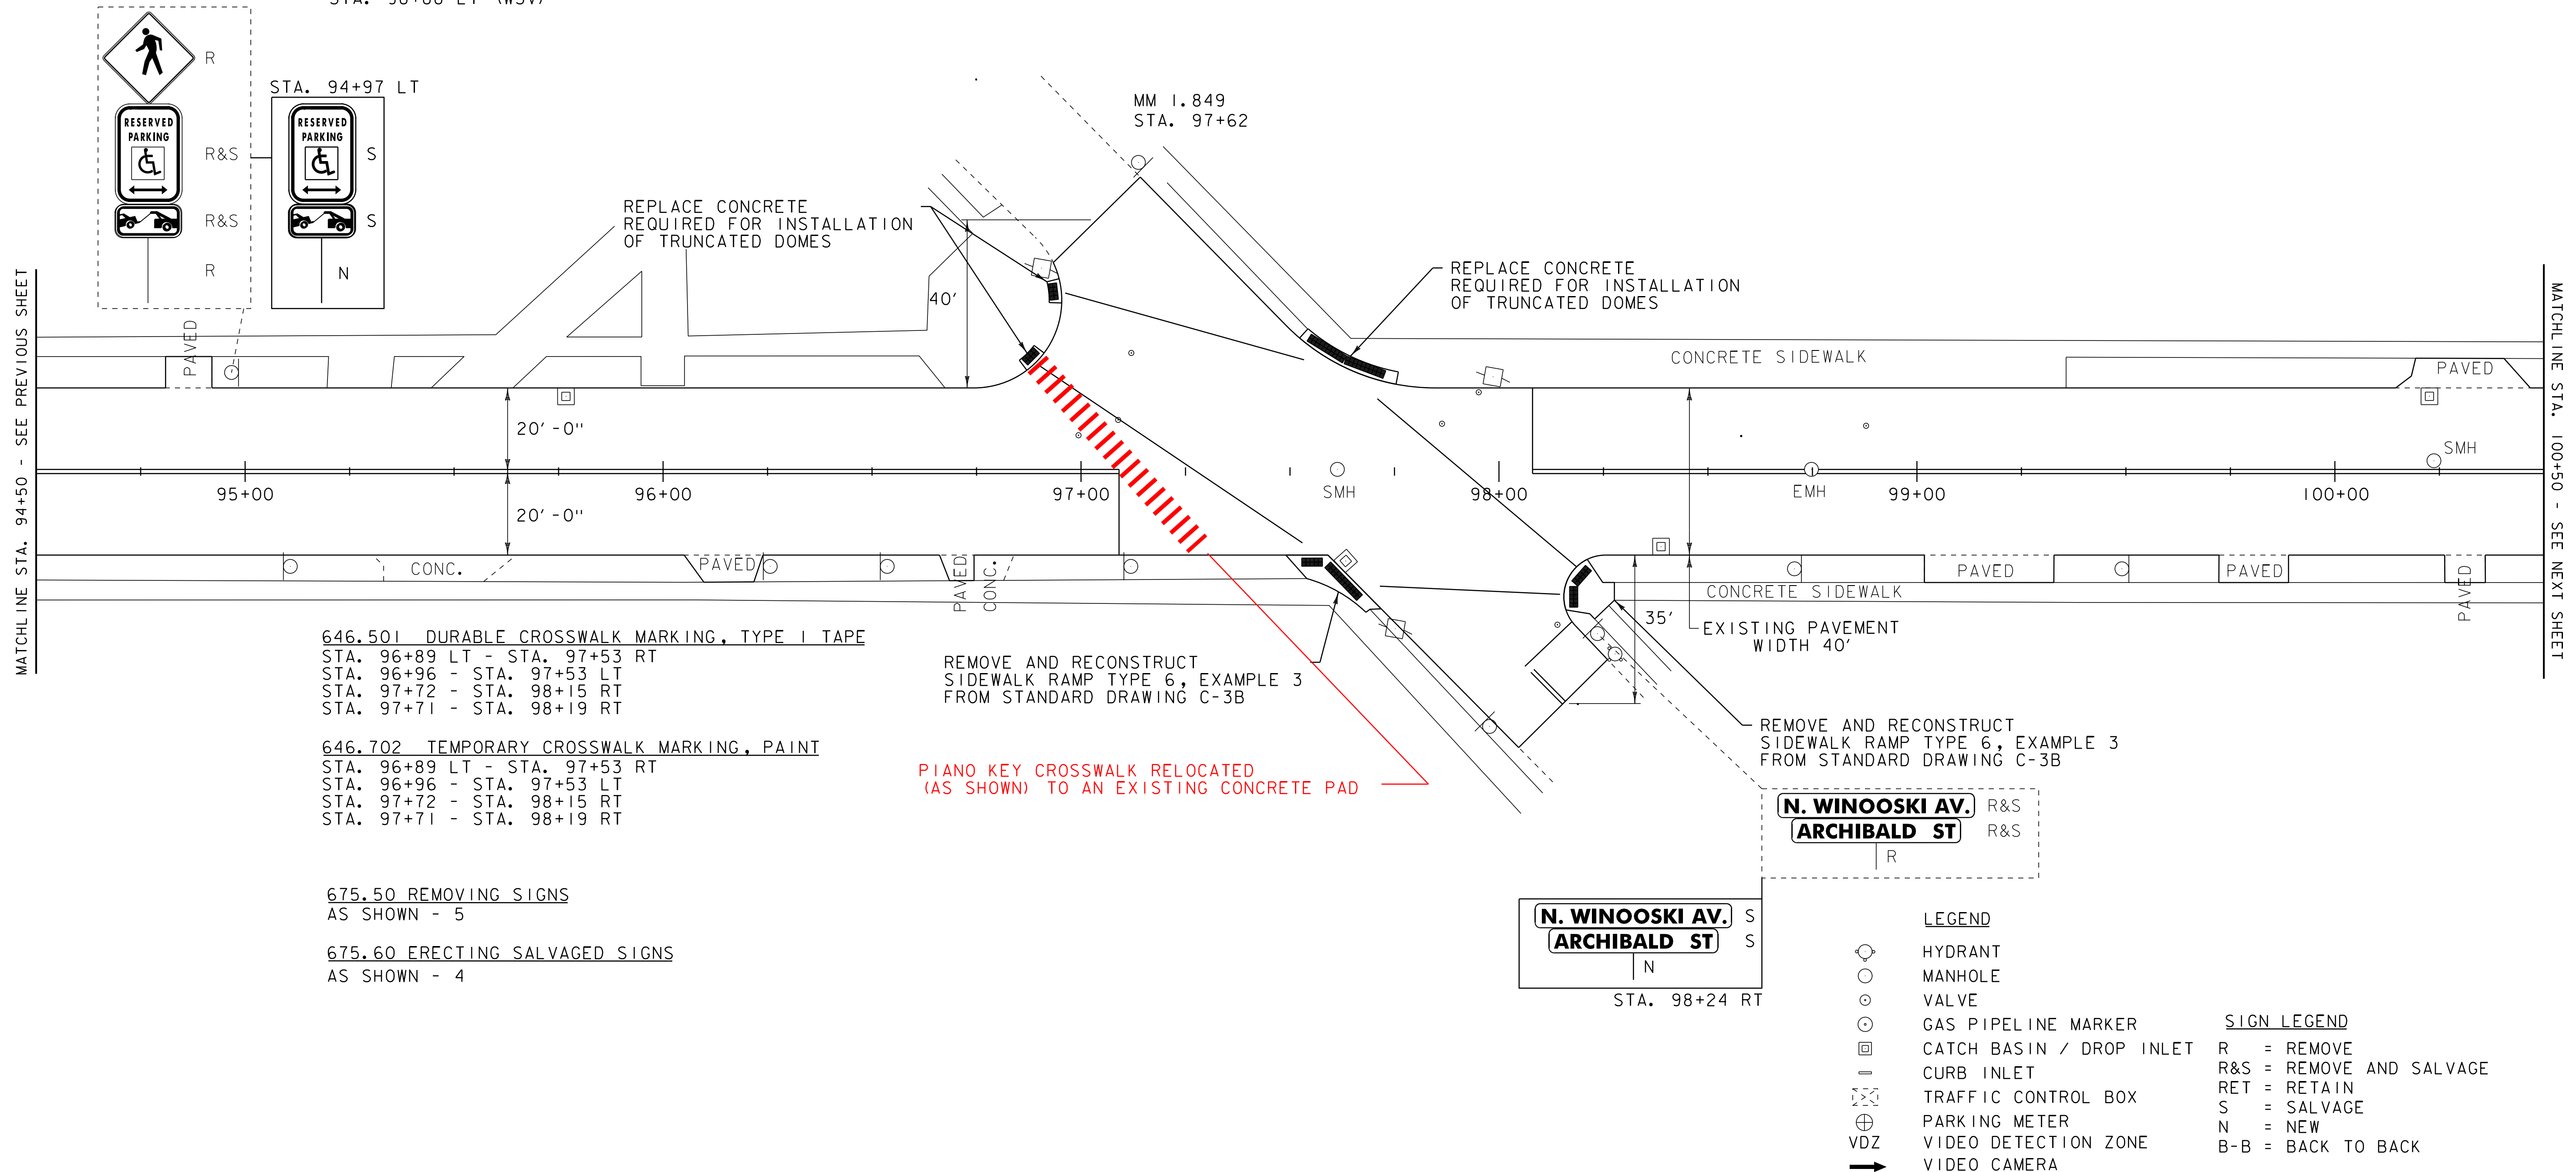 STA. 94+97 LT
R
RESERVED
PARKING
R&S
R&S
R
RESERVED
PARKING
S
S
N
MM 1.849
STA. 97+62
REPLACE CONCRETE
REQUIRED FOR INSTALLATION
OF TRUNCATED DOMES
REPLACE CONCRETE
REQUIRED FOR INSTALLATION
OF TRUNCATED DOMES
40'
MATCHLINE STA. 94+50 - SEE PREVIOUS SHEET
MATCHLINE STA. 100+50 - SEE NEXT SHEET
PAVED
CONCRETE SIDEWALK
PAVED
20'-0"
SMH
95+00
96+00
97+00
SMH
98+00
EMH
99+00
100+00
20'-0"
CONC.
PAVED
PAVED
CONC.
PAVED
PAVED
PAVED
CONCRETE SIDEWALK
35'
EXISTING PAVEMENT
WIDTH 40'
646.501 DURABLE CROSSWALK MARKING, TYPE I TAPE
STA. 96+89 LT - STA. 97+53 RT
STA. 96+96 - STA. 97+53 LT
STA. 97+72 - STA. 98+15 RT
STA. 97+71 - STA. 98+19 RT
646.702 TEMPORARY CROSSWALK MARKING, PAINT
STA. 96+89 LT - STA. 97+53 RT
STA. 96+96 - STA. 97+53 LT
STA. 97+72 - STA. 98+15 RT
STA. 97+71 - STA. 98+19 RT
REMOVE AND RECONSTRUCT
SIDEWALK RAMP TYPE 6, EXAMPLE 3
FROM STANDARD DRAWING C-3B
REMOVE AND RECONSTRUCT
SIDEWALK RAMP TYPE 6, EXAMPLE 3
FROM STANDARD DRAWING C-3B
PIANO KEY CROSSWALK RELOCATED
(AS SHOWN) TO AN EXISTING CONCRETE PAD
N. WINOOSKI AV. R&S
ARCHIBALD ST R&S
R
675.50 REMOVING SIGNS
AS SHOWN - 5
675.60 ERECTING SALVAGED SIGNS
AS SHOWN - 4
N. WINOOSKI AV. S
ARCHIBALD ST S
N
STA. 98+24 RT
LEGEND
HYDRANT
MANHOLE
VALVE
GAS PIPELINE MARKER
CATCH BASIN / DROP INLET
CURB INLET
TRAFFIC CONTROL BOX
PARKING METER
VDZ VIDEO DETECTION ZONE
VIDEO CAMERA
SIGN LEGEND
R = REMOVE
R&S = REMOVE AND SALVAGE
RET = RETAIN
S = SALVAGE
N = NEW
B-B = BACK TO BACK